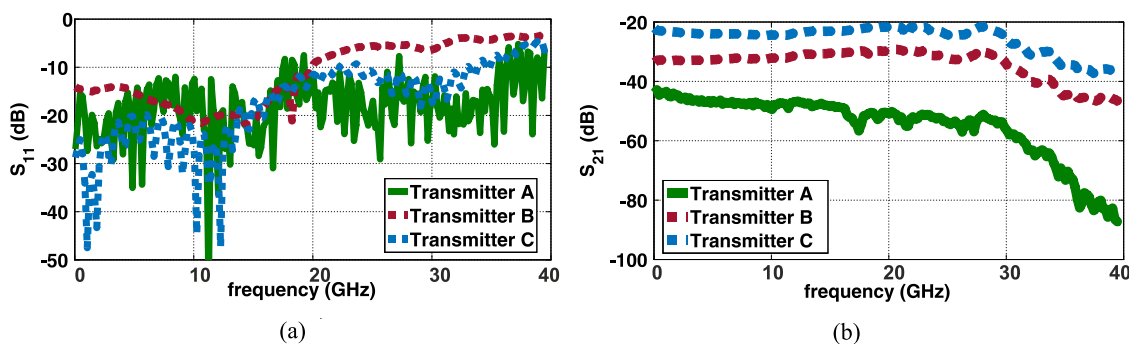 0
-10
-20
-30
-40
-50
S11 (dB)
Transmitter A
Transmitter B
Transmitter C
0 10 20 30 40
frequency (GHz)
(a)
-20
-40
-60
-80
-100
S21 (dB)
Transmitter A
Transmitter B
Transmitter C
0 10 20 30 40
frequency (GHz)
(b)